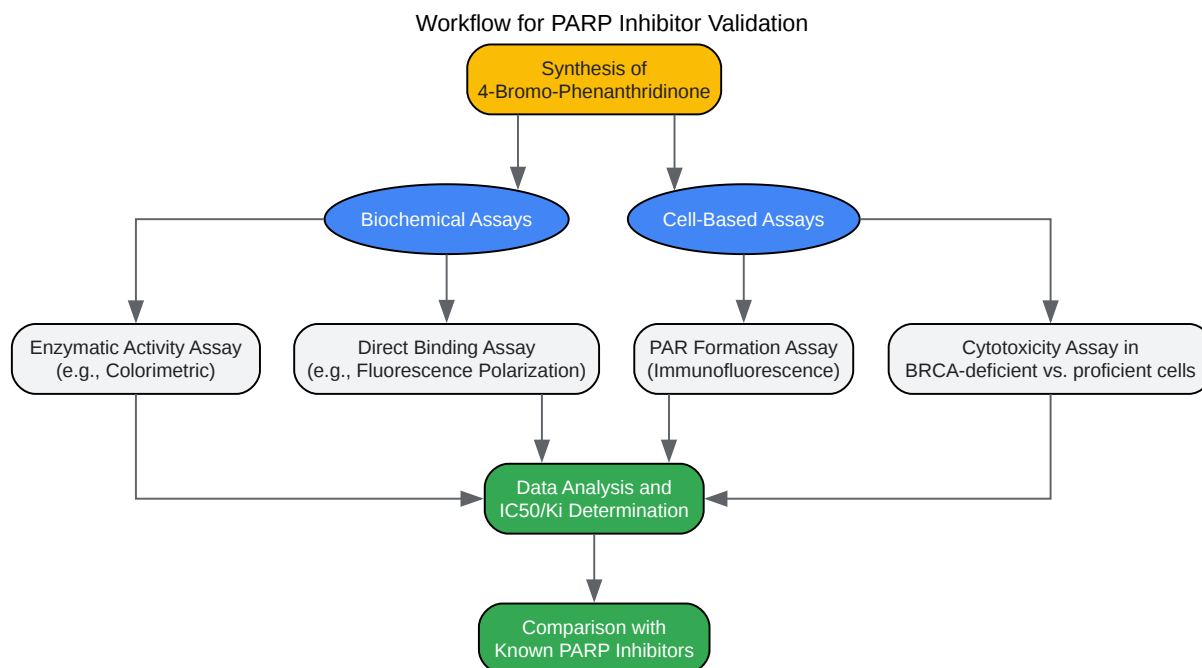 Workflow for PARP Inhibitor Validation
Synthesis of
4-Bromo-Phenanthridinone
Biochemical Assays
Cell-Based Assays
Enzymatic Activity Assay
(e.g., Colorimetric)
Direct Binding Assay
(e.g., Fluorescence Polarization)
PAR Formation Assay
(Immunofluorescence)
Cytotoxicity Assay in
BRCA-deficient vs. proficient cells
Data Analysis and
IC50/Ki Determination
Comparison with
Known PARP Inhibitors